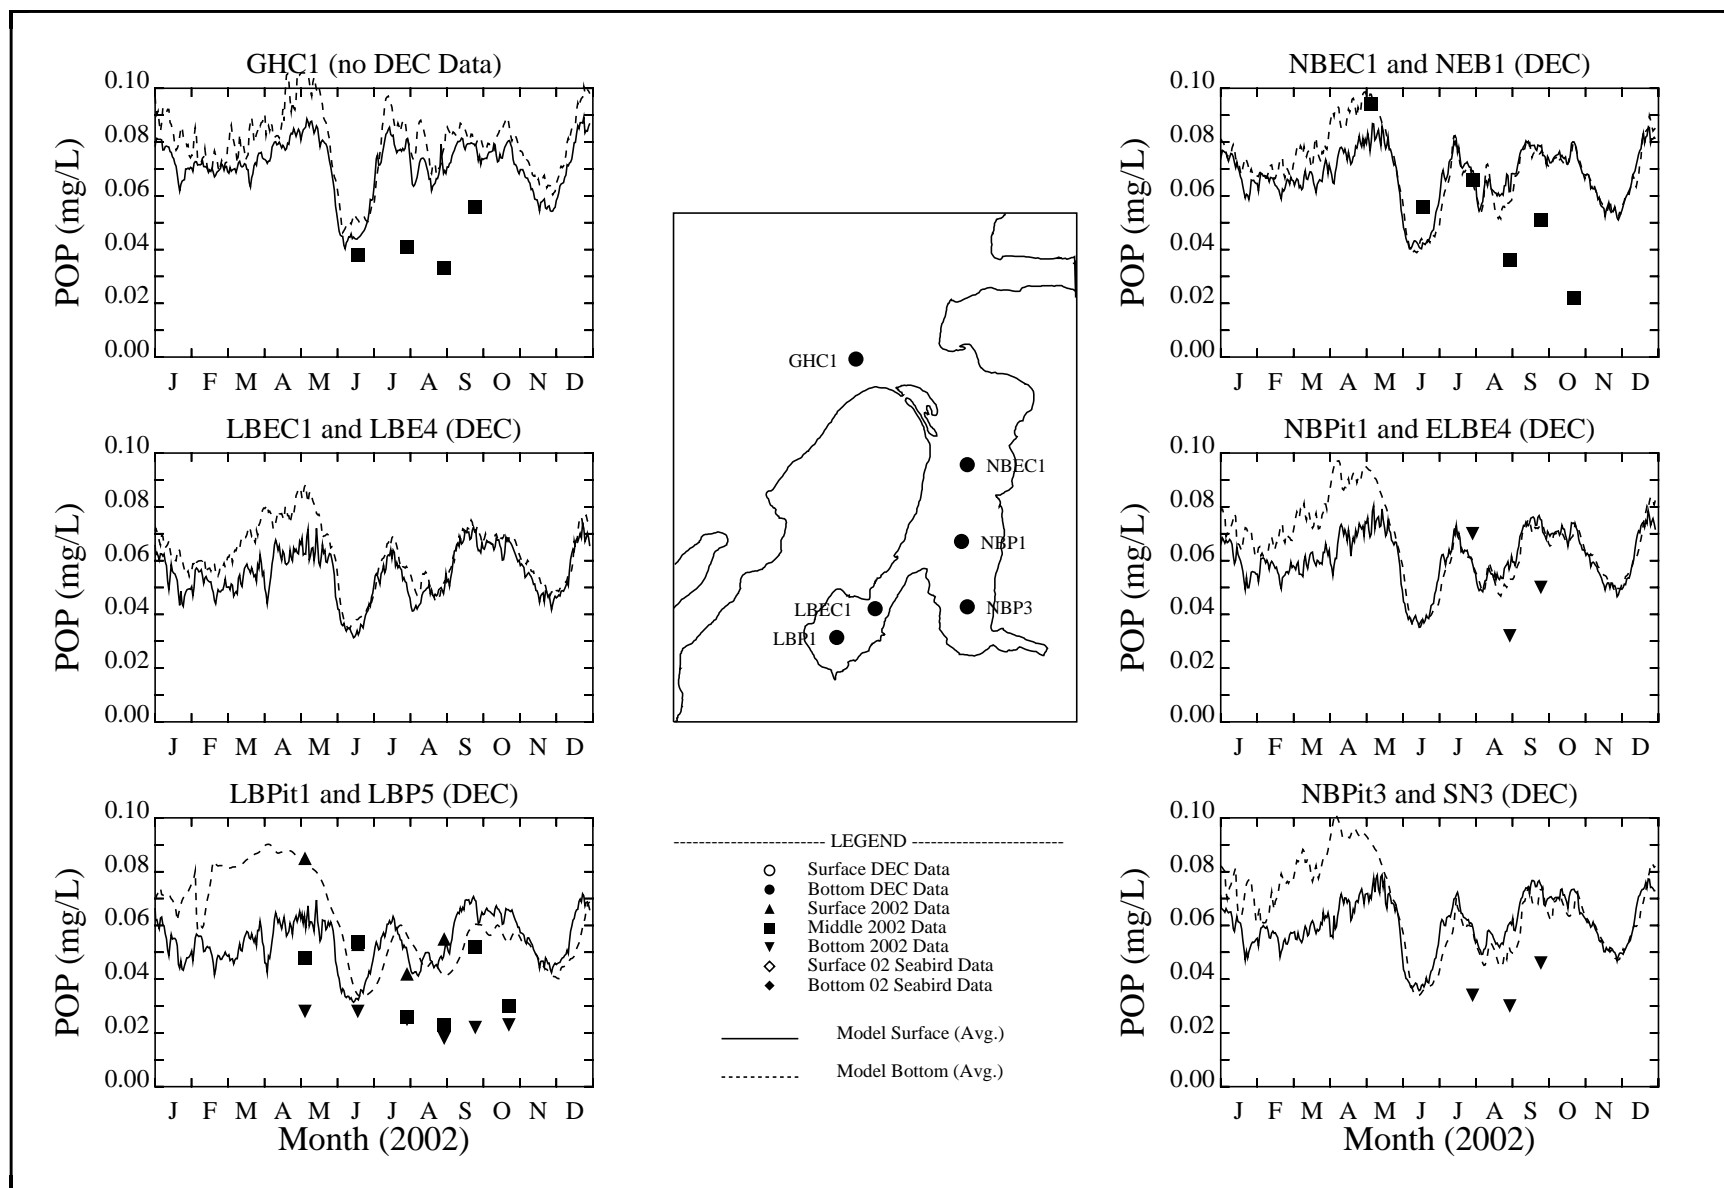 GHC1 (no DEC Data)
0.10
0.08
0.06
0.04
0.02
0.00
POP (mg/L)
J F M A M J J A S O N D
LBEC1 and LBE4 (DEC)
0.10
0.08
0.06
0.04
0.02
0.00
POP (mg/L)
J F M A M J J A S O N D
LBPit1 and LBP5 (DEC)
0.10
0.08
0.06
0.04
0.02
0.00
POP (mg/L)
J F M A M J J A S O N D
Month (2002)
GHC1
NBEC1
NBP1
LBEC1
NBP3
LBP1
LEGEND
Surface DEC Data
Bottom DEC Data
Surface 2002 Data
Middle 2002 Data
Bottom 2002 Data
Surface 02 Seabird Data
Bottom 02 Seabird Data
Model Surface (Avg.)
Model Bottom (Avg.)
NBEC1 and NEB1 (DEC)
0.10
0.08
0.06
0.04
0.02
0.00
POP (mg/L)
J F M A M J J A S O N D
NBPit1 and ELBE4 (DEC)
0.10
0.08
0.06
0.04
0.02
0.00
POP (mg/L)
J F M A M J J A S O N D
NBPit3 and SN3 (DEC)
0.10
0.08
0.06
0.04
0.02
0.00
POP (mg/L)
J F M A M J J A S O N D
Month (2002)